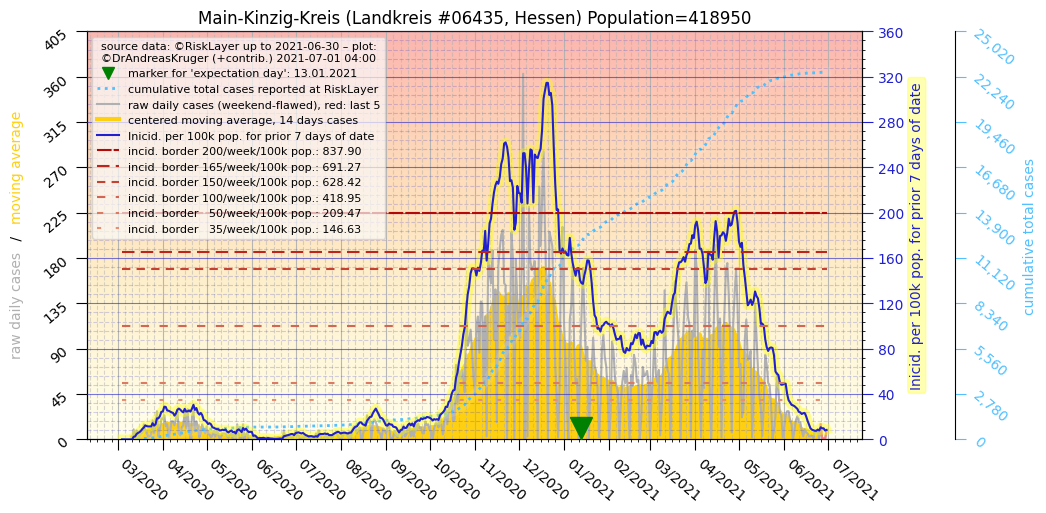 Main-Kinzig-Kreis (Landkreis #06435, Hessen) Population=418950
source data: ©RiskLayer up to 2021-06-30 – plot:
©DrAndreasKruger (+contrib.) 2021-07-01 04:00
marker for 'expectation day': 13.01.2021
cumulative total cases reported at RiskLayer
raw daily cases (weekend-flawed), red: last 5
centered moving average, 14 days cases
Inicid. per 100k pop. for prior 7 days of date
incid. border 200/week/100k pop.: 837.90
incid. border 165/week/100k pop.: 691.27
incid. border 150/week/100k pop.: 628.42
incid. border 100/week/100k pop.: 418.95
incid. border   50/week/100k pop.: 209.47
incid. border   35/week/100k pop.: 146.63
raw daily cases   /   moving average
405
360
315
270
225
180
135
90
45
0
03/2020
04/2020
05/2020
06/2020
07/2020
08/2020
09/2020
10/2020
11/2020
12/2020
01/2021
02/2021
03/2021
04/2021
05/2021
06/2021
07/2021
360
320
280
240
200
160
120
80
40
0
Inicid. per 100k pop. for prior 7 days of date
25,020
22,240
19,460
16,680
13,900
11,120
8,340
5,560
2,780
0
cumulative total cases